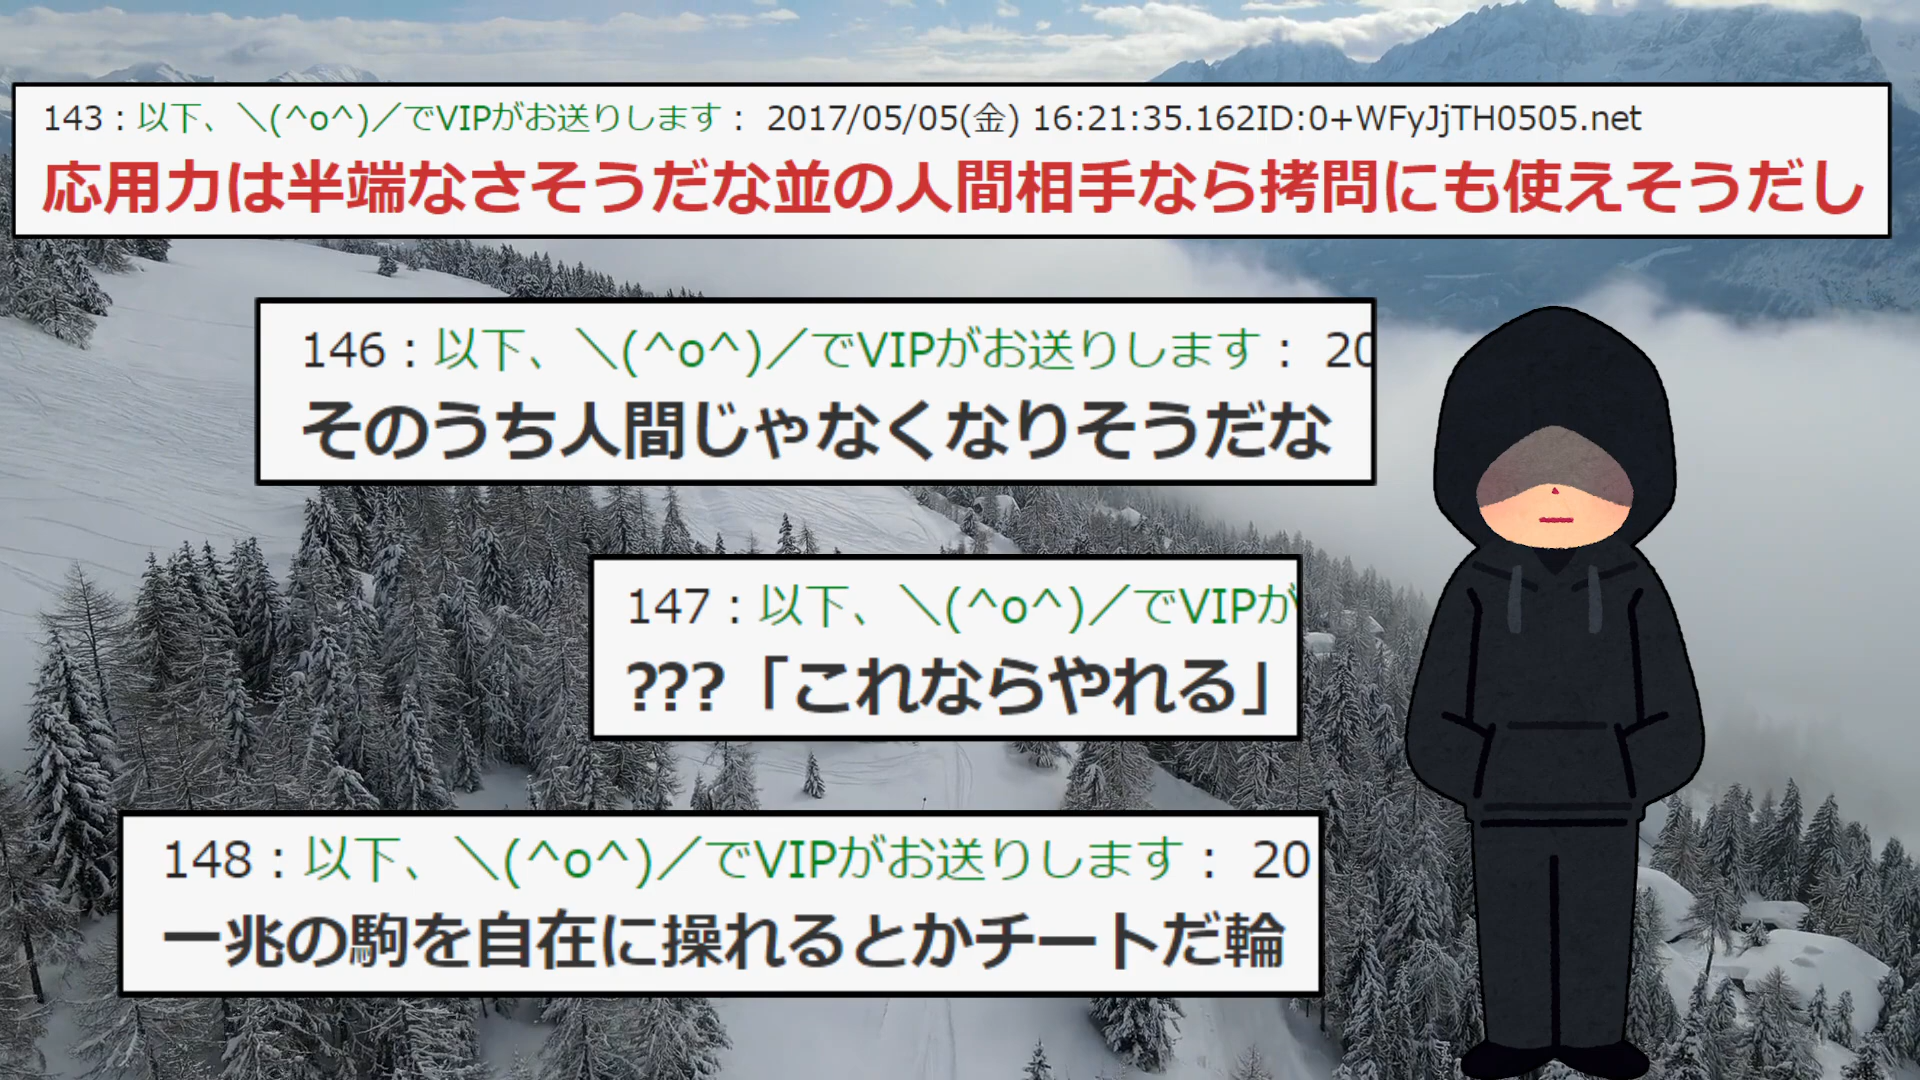 143：以下、＼(^o^)／でVIPがお送りします： 2017/05/05(金) 16:21:35.162ID:0+WFyJjTH0505.net
応用力は半端なさそうだな並の人間相手なら拷問にも使えそうだし
146：以下、＼(^o^)／でVIPがお送りします： 20
そのうち人間じゃなくなりそうだな
147：以下、＼(^o^)／でVIPが
???「これならやれる」
148：以下、＼(^o^)／でVIPがお送りします： 20
一兆の駒を自在に操れるとかチートだ輪